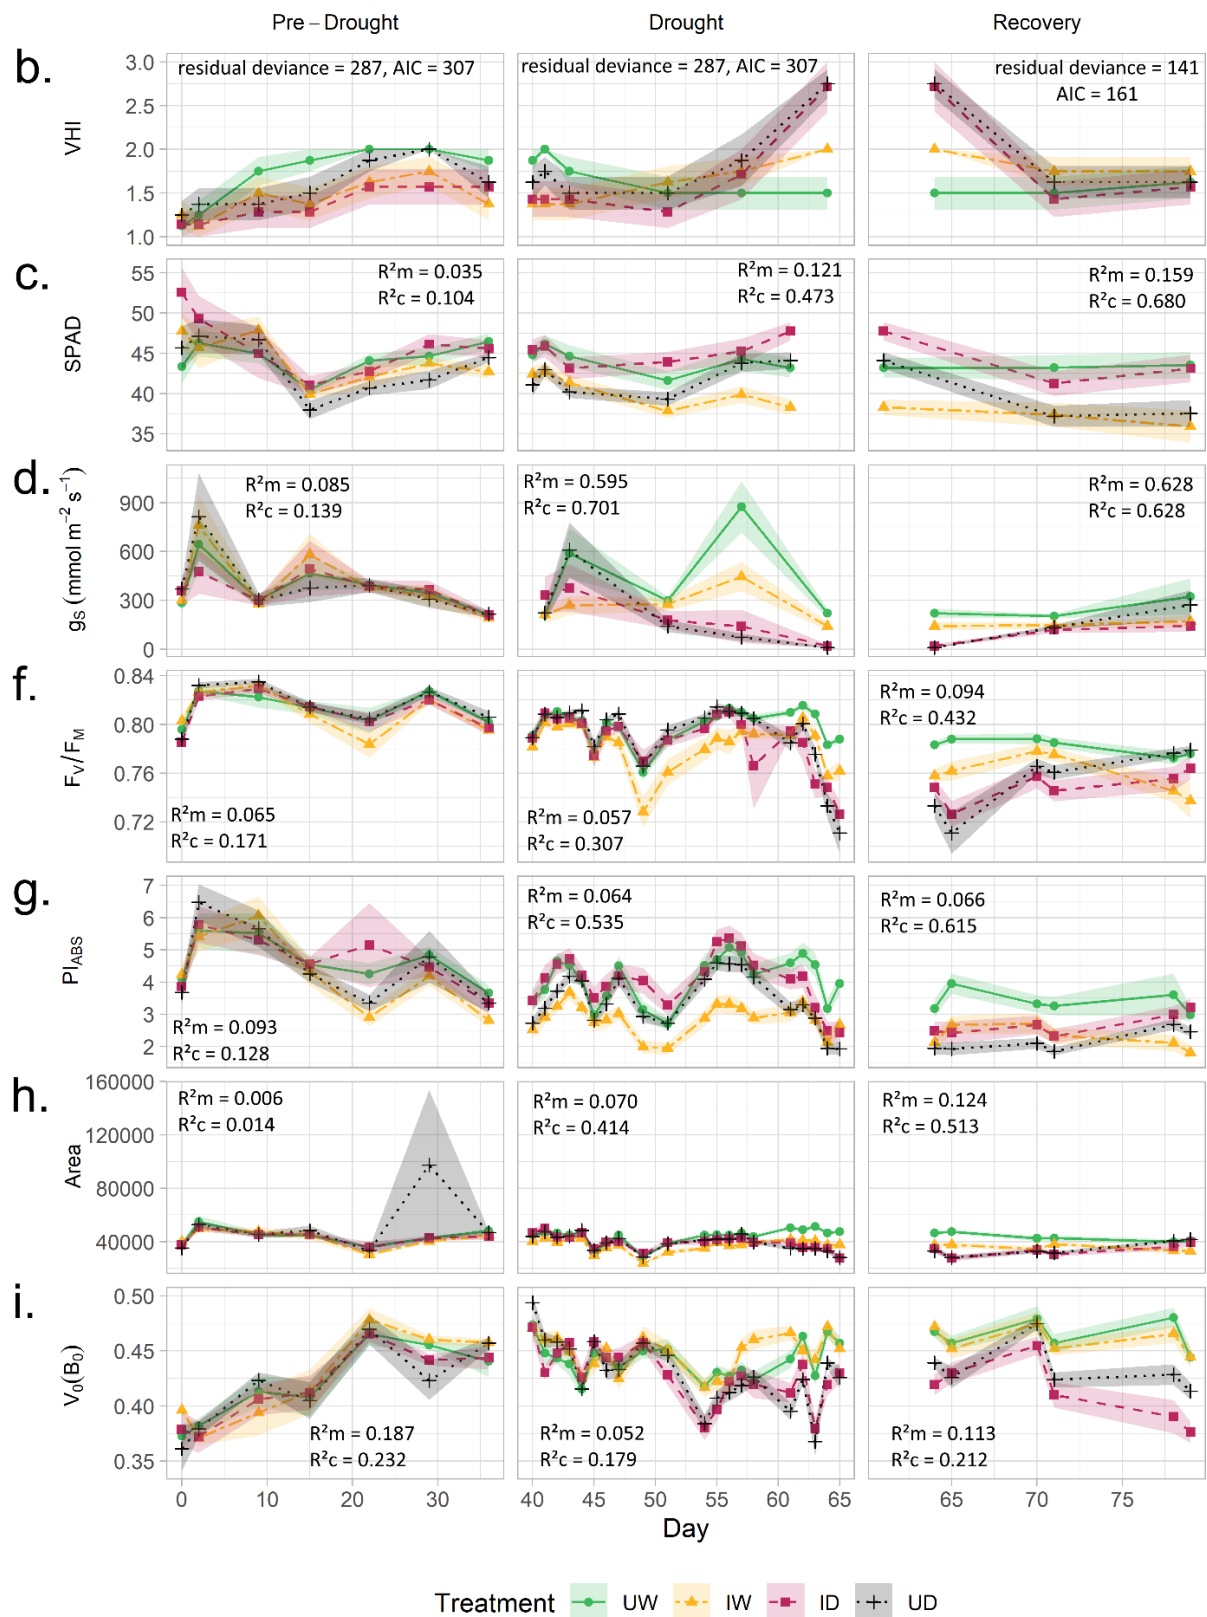 Pre – Drought
Drought
Recovery
b.
VHI
3.0
2.5
2.0
1.5
1.0
residual deviance = 287, AIC = 307
residual deviance = 287, AIC = 307
residual deviance = 141
AIC = 161
c.
SPAD
55
50
45
40
35
R²m = 0.035
R²c = 0.104
R²m = 0.121
R²c = 0.473
R²m = 0.159
R²c = 0.680
d.
gS (mmol m−2 s−1)
900
600
300
0
R²m = 0.085
R²c = 0.139
R²m = 0.595
R²c = 0.701
R²m = 0.628
R²c = 0.628
f.
FV/FM
0.84
0.80
0.76
0.72
R²m = 0.065
R²c = 0.171
R²m = 0.057
R²c = 0.307
R²m = 0.094
R²c = 0.432
g.
PIABS
7
6
5
4
3
2
R²m = 0.093
R²c = 0.128
R²m = 0.064
R²c = 0.535
R²m = 0.066
R²c = 0.615
h.
Area
160000
120000
80000
40000
R²m = 0.006
R²c = 0.014
R²m = 0.070
R²c = 0.414
R²m = 0.124
R²c = 0.513
i.
V0(B0)
0.50
0.45
0.40
0.35
R²m = 0.187
R²c = 0.232
R²m = 0.052
R²c = 0.179
R²m = 0.113
R²c = 0.212
0 10 20 30
40 45 50 55 60 65
65 70 75
Day
Treatment UW IW ID UD